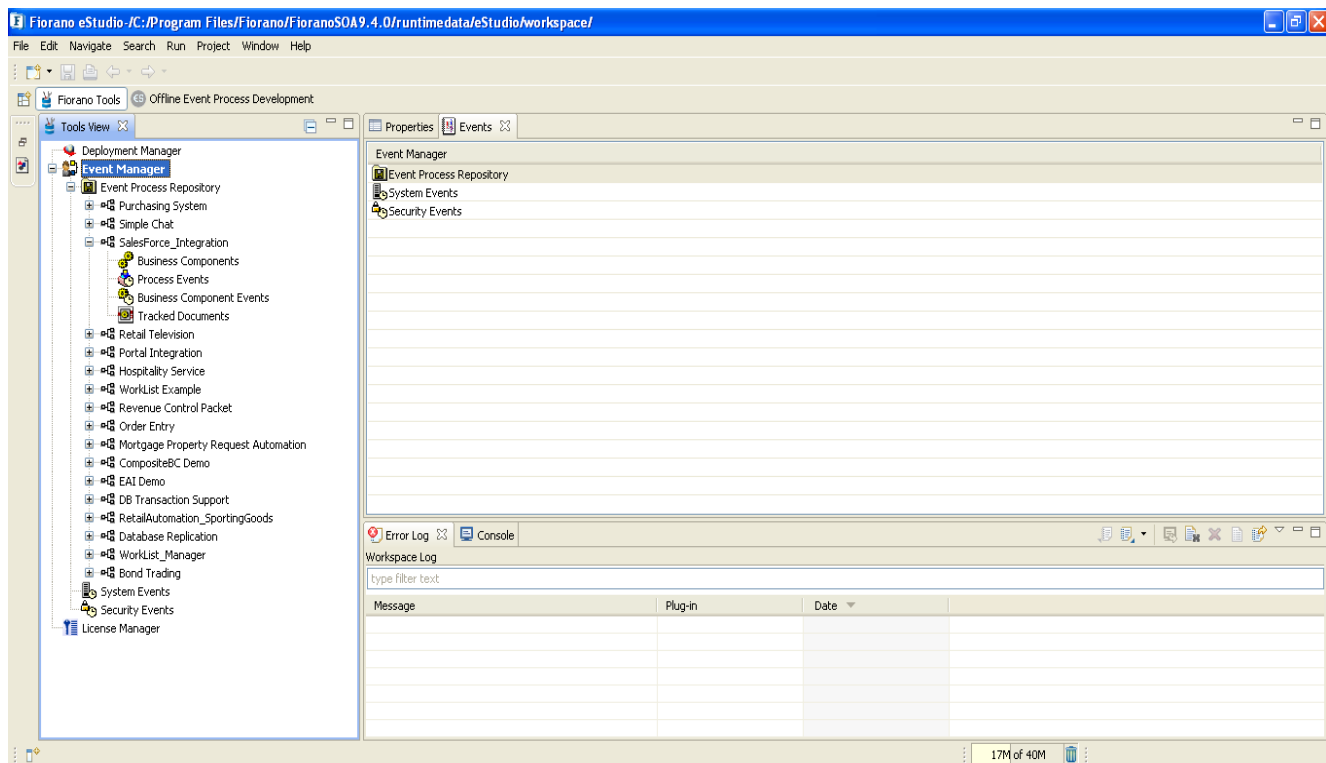 Fiorano eStudio-/C:/Program Files/Fiorano/FioranoSOA9.4.0/runtimedata/eStudio/workspace/
File Edit Navigate Search Run Project Window Help
Fiorano Tools Offline Event Process Development
Tools View
Deployment Manager
Event Manager
Event Process Repository
Purchasing System
Simple Chat
SalesForce_Integration
Business Components
Process Events
Business Component Events
Tracked Documents
Retail Television
Portal Integration
Hospitality Service
WorkList Example
Revenue Control Packet
Order Entry
Mortgage Property Request Automation
CompositeBC Demo
EAI Demo
DB Transaction Support
RetailAutomation_SportingGoods
Database Replication
WorkList_Manager
Bond Trading
System Events
Security Events
License Manager
Properties Events
Event Manager
Event Process Repository
System Events
Security Events
Error Log Console
Workspace Log
type filter text
Message Plug-in Date
17M of 40M